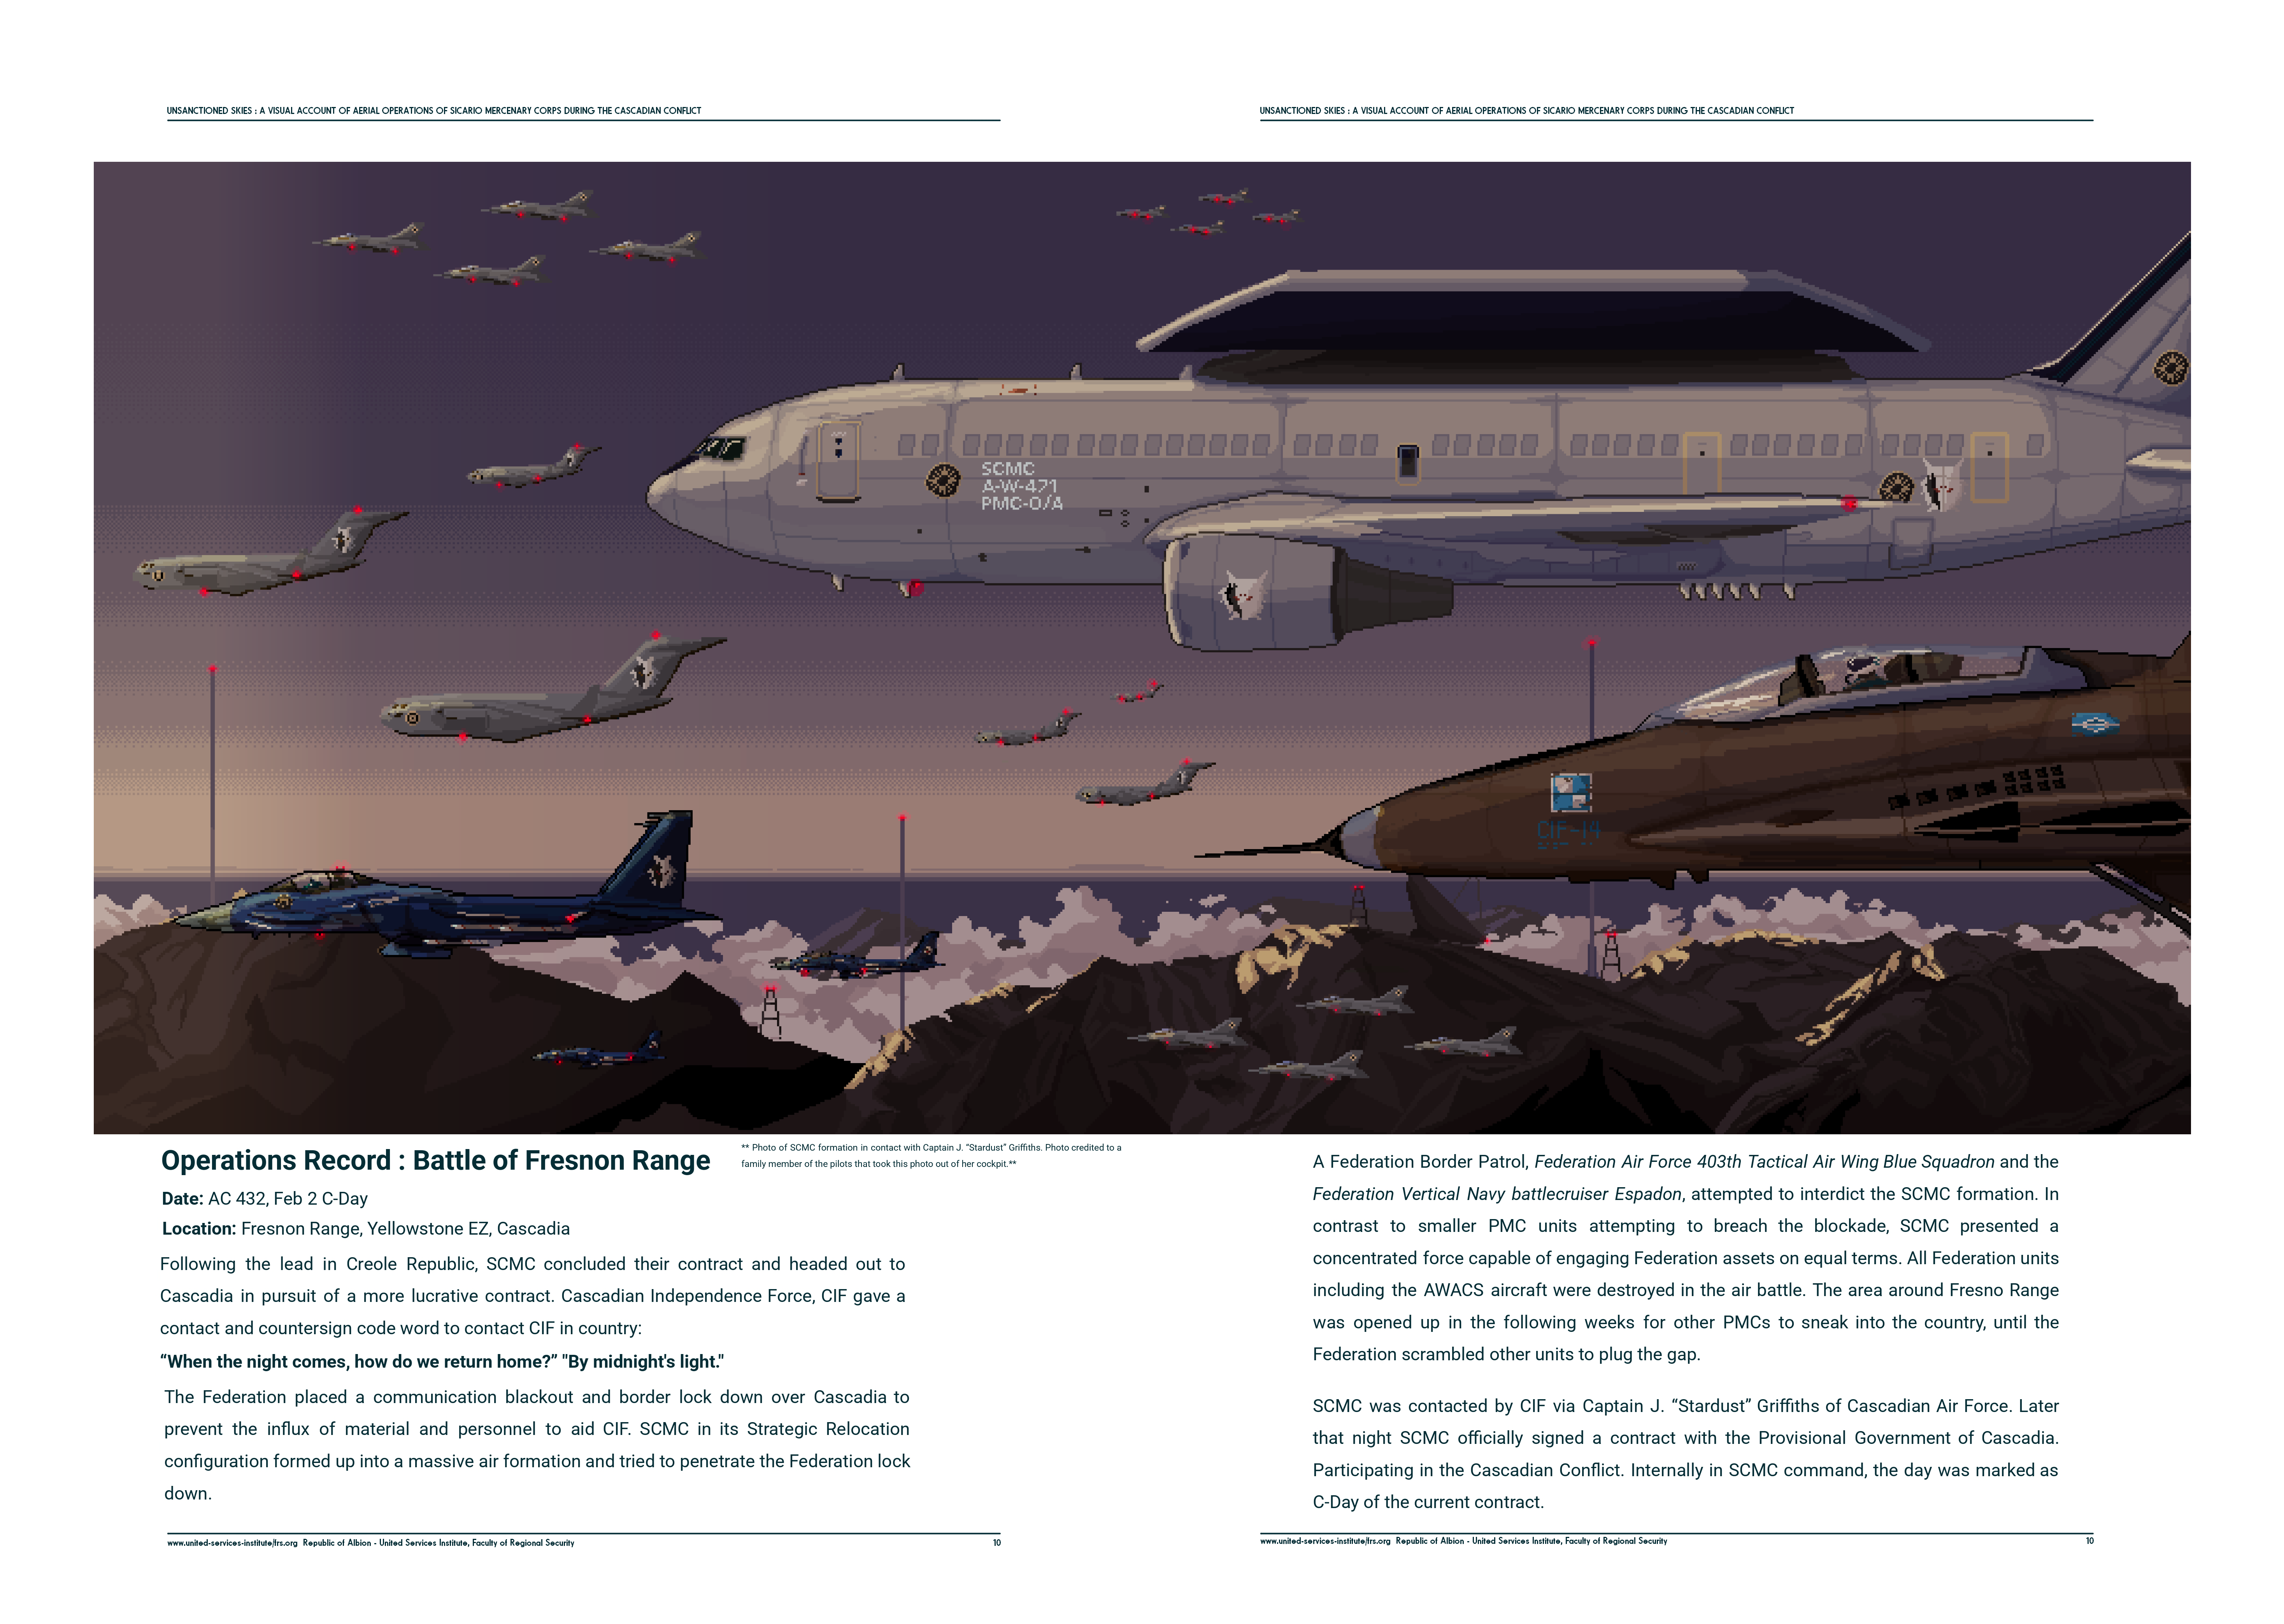 UNSANCTIONED SKIES : A VISUAL ACCOUNT OF AERIAL OPERATIONS OF SICARIO MERCENARY CORPS DURING THE CASCADIAN CONFLICT
UNSANCTIONED SKIES : A VISUAL ACCOUNT OF AERIAL OPERATIONS OF SICARIO MERCENARY CORPS DURING THE CASCADIAN CONFLICT
SCMC
A-W-471
PMC-O/A
CIF-14
Operations Record : Battle of Fresnon Range
** Photo of SCMC formation in contact with Captain J. “Stardust” Griffiths. Photo credited to a
family member of the pilots that took this photo out of her cockpit.**
Date: AC 432, Feb 2 C-Day
Location: Fresnon Range, Yellowstone EZ, Cascadia
Following the lead in Creole Republic, SCMC concluded their contract and headed out to
Cascadia in pursuit of a more lucrative contract. Cascadian Independence Force, CIF gave a
contact and countersign code word to contact CIF in country:
“When the night comes, how do we return home?” "By midnight's light."
The Federation placed a communication blackout and border lock down over Cascadia to
prevent the influx of material and personnel to aid CIF. SCMC in its Strategic Relocation
configuration formed up into a massive air formation and tried to penetrate the Federation lock
down.
www.united-services-institute/frs.org Republic of Albion - United Services Institute, Faculty of Regional Security
10
A Federation Border Patrol, Federation Air Force 403th Tactical Air Wing Blue Squadron and the
Federation Vertical Navy battlecruiser Espadon, attempted to interdict the SCMC formation. In
contrast to smaller PMC units attempting to breach the blockade, SCMC presented a
concentrated force capable of engaging Federation assets on equal terms. All Federation units
including the AWACS aircraft were destroyed in the air battle. The area around Fresno Range
was opened up in the following weeks for other PMCs to sneak into the country, until the
Federation scrambled other units to plug the gap.
SCMC was contacted by CIF via Captain J. “Stardust” Griffiths of Cascadian Air Force. Later
that night SCMC officially signed a contract with the Provisional Government of Cascadia.
Participating in the Cascadian Conflict. Internally in SCMC command, the day was marked as
C-Day of the current contract.
www.united-services-institute/frs.org Republic of Albion - United Services Institute, Faculty of Regional Security
10